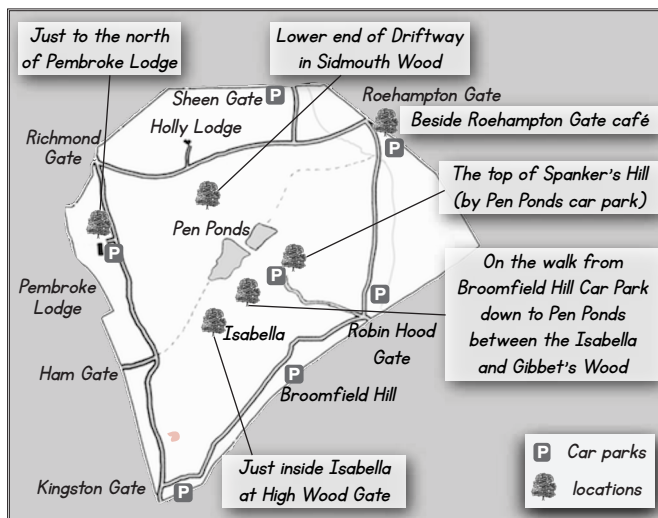 Just to the north
of Pembroke Lodge
Lower end of Driftway
in Sidmouth Wood
Sheen Gate
P
Roehampton Gate
Beside Roehampton Gate café
Holly Lodge
Richmond
Gate
P
The top of Spanker's Hill
(by Pen Ponds car park)
Pen Ponds
P
P
On the walk from
Broomfield Hill Car Park
down to Pen Ponds
between the Isabella
and Gibbet's Wood
Pembroke
Lodge
P
Isabella
Robin Hood
Gate
Ham Gate
P
Broomfield Hill
Just inside Isabella
at High Wood Gate
P Car parks
locations
Kingston Gate
P